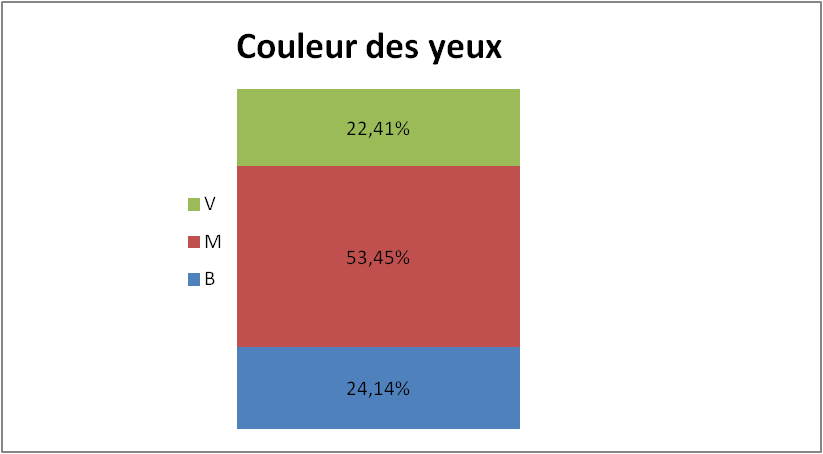 Couleur des yeux
22,41%
V
M
53,45%
B
24,14%